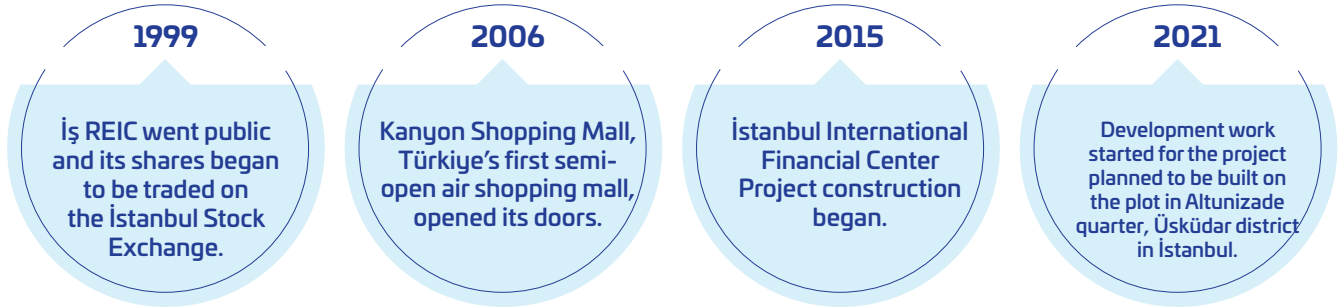 1999
İş REIC went public
and its shares began
to be traded on
the İstanbul Stock
Exchange.
2006
Kanyon Shopping Mall,
Türkiye’s first semi-
open air shopping mall,
opened its doors.
2015
İstanbul International
Financial Center
Project construction
began.
2021
Development work
started for the project
planned to be built on
the plot in Altunizade
quarter, Üsküdar district
in İstanbul.